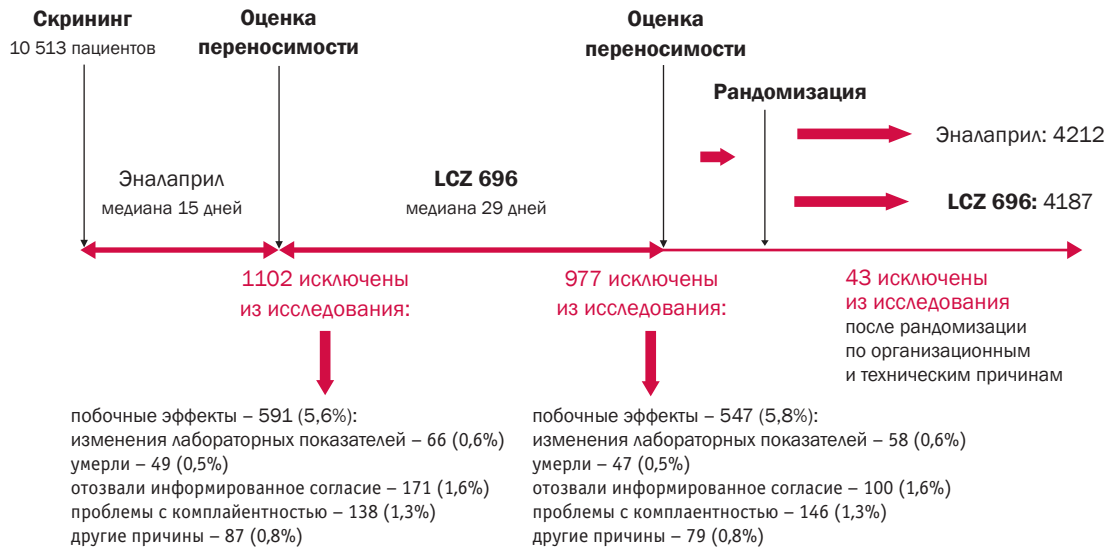 Скрининг
10 513 пациентов
Оценка
переносимости
Оценка
переносимости
Рандомизация
Эналаприл: 4212
LCZ 696: 4187
Эналаприл
медиана 15 дней
LCZ 696
медиана 29 дней
1102 исключены
из исследования:
977 исключены
из исследования:
43 исключены
из исследования
после рандомизации
по организационным
и техническим причинам
побочные эффекты – 591 (5,6%):
изменения лабораторных показателей – 66 (0,6%)
умерли – 49 (0,5%)
отозвали информированное согласие – 171 (1,6%)
проблемы с комплайентностью – 138 (1,3%)
другие причины – 87 (0,8%)
побочные эффекты – 547 (5,8%):
изменения лабораторных показателей – 58 (0,6%)
умерли – 47 (0,5%)
отозвали информированное согласие – 100 (1,6%)
проблемы с комплаентностью – 146 (1,3%)
другие причины – 79 (0,8%)